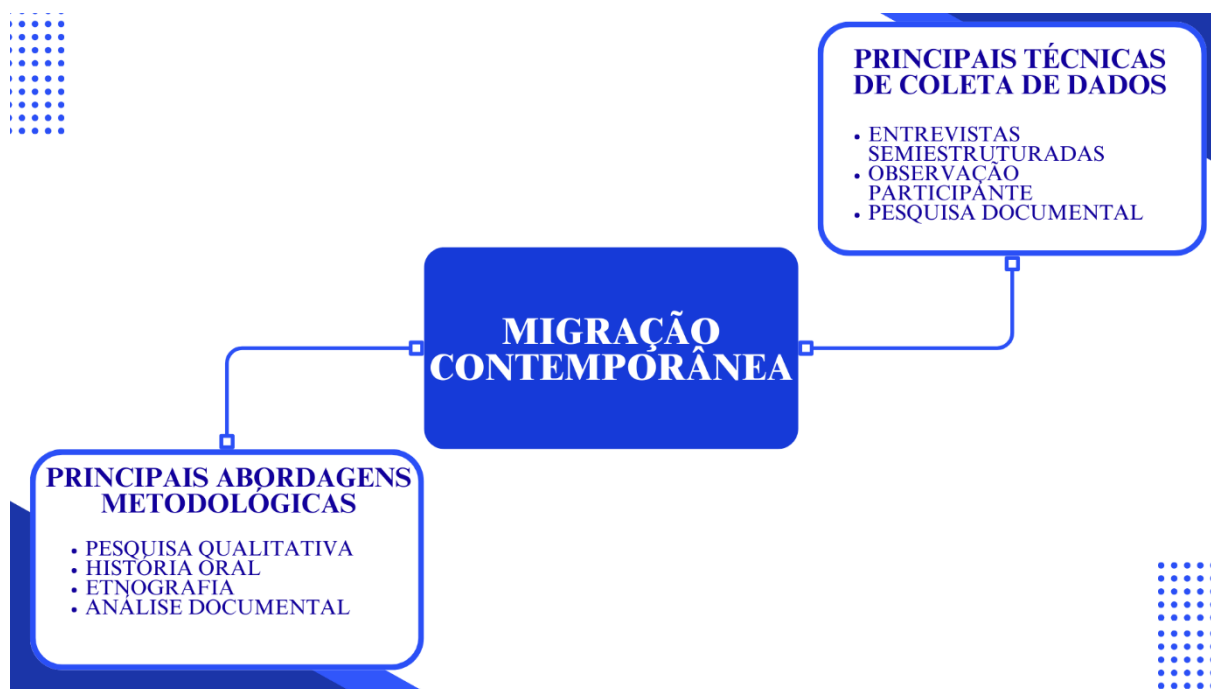 PRINCIPAIS TÉCNICAS
DE COLETA DE DADOS
• ENTREVISTAS
SEMIESTRUTURADAS
• OBSERVAÇÃO
PARTICIPANTE
• PESQUISA DOCUMENTAL
MIGRAÇÃO
CONTEMPORÂNEA
PRINCIPAIS ABORDAGENS
METODOLÓGICAS
• PESQUISA QUALITATIVA
• HISTÓRIA ORAL
• ETNOGRAFIA
• ANÁLISE DOCUMENTAL